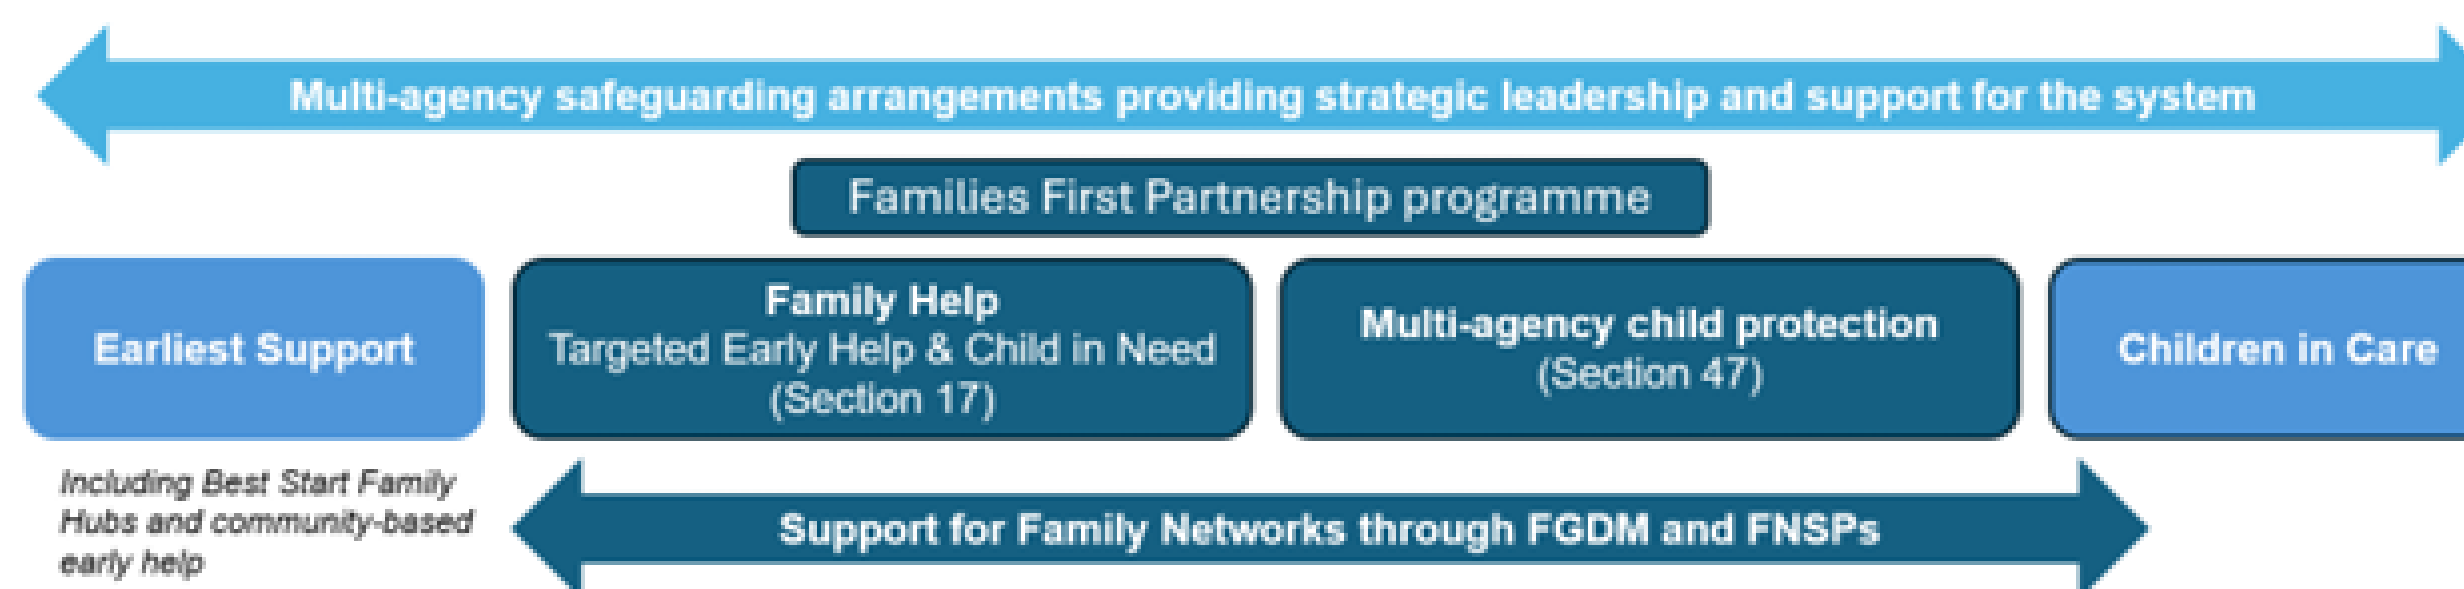 Multi-agency safeguarding arrangements providing strategic leadership and support for the system
Families First Partnership programme
Earliest Support
Family Help
Targeted Early Help & Child in Need
(Section 17)
Multi-agency child protection
(Section 47)
Children in Care
Including Best Start Family
Hubs and community-based
early help
Support for Family Networks through FGDM and FNSPs